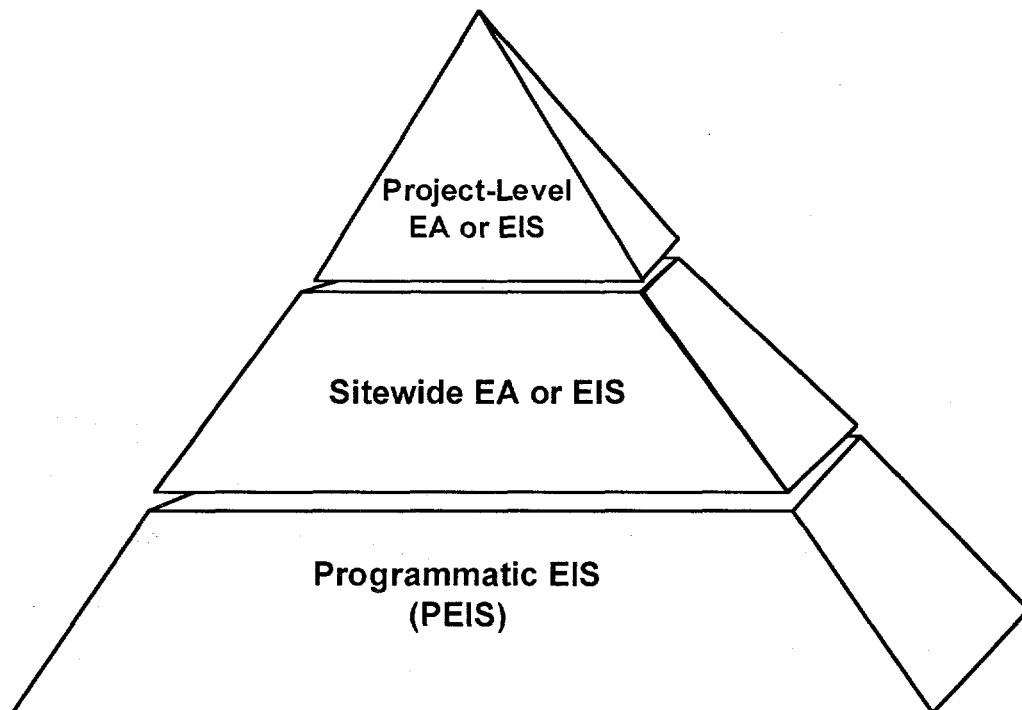 Project-Level
EA or EIS
Sitewide EA or EIS
Programmatic EIS
(PEIS)